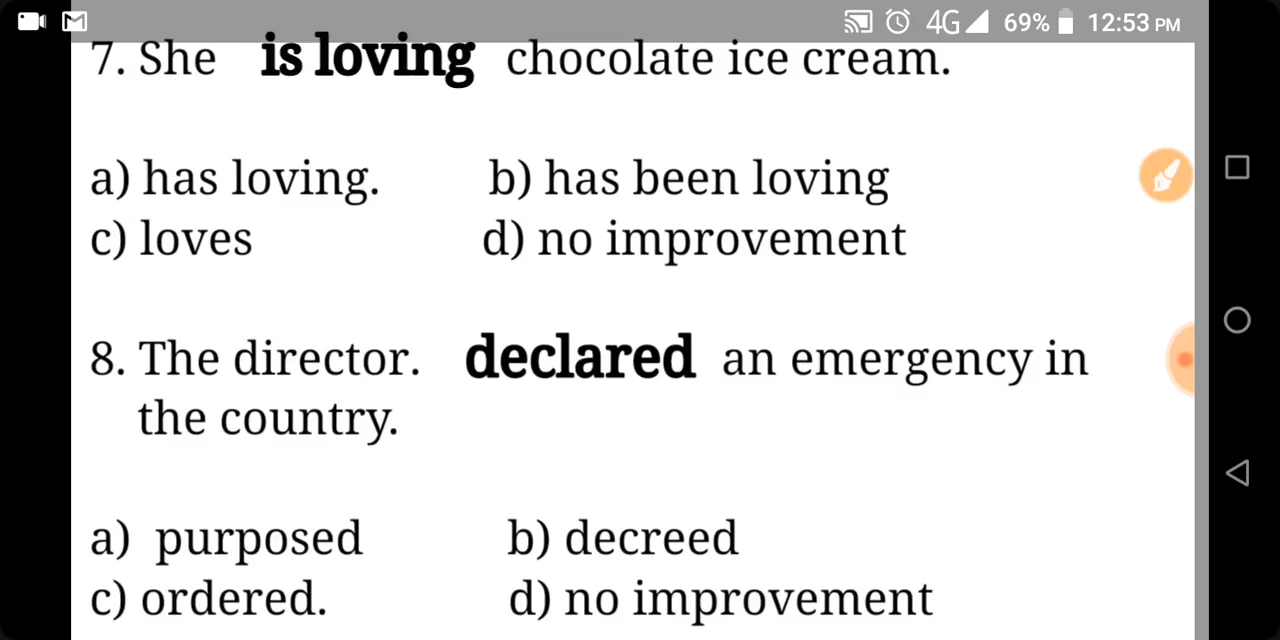 4G 69% 12:53 PM
7. She is loving chocolate ice cream.
a) has loving. b) has been loving
c) loves d) no improvement
8. The director. declared an emergency in
the country.
a) purposed b) decreed
c) ordered. d) no improvement